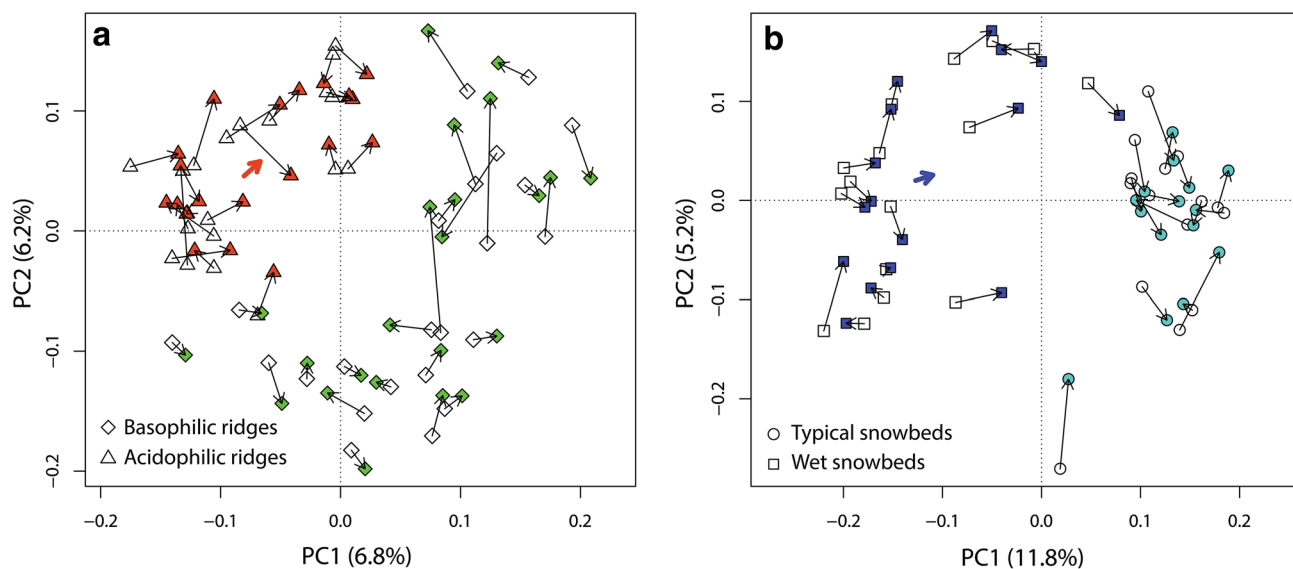 a
0.1
0.0
−0.1
−0.2
PC2 (6.2%)
Basophilic ridges
Acidophilic ridges
−0.2 −0.1 0.0 0.1 0.2
PC1 (6.8%)
b
0.1
0.0
−0.1
−0.2
PC2 (5.2%)
Typical snowbeds
Wet snowbeds
−0.2 −0.1 0.0 0.1 0.2
PC1 (11.8%)